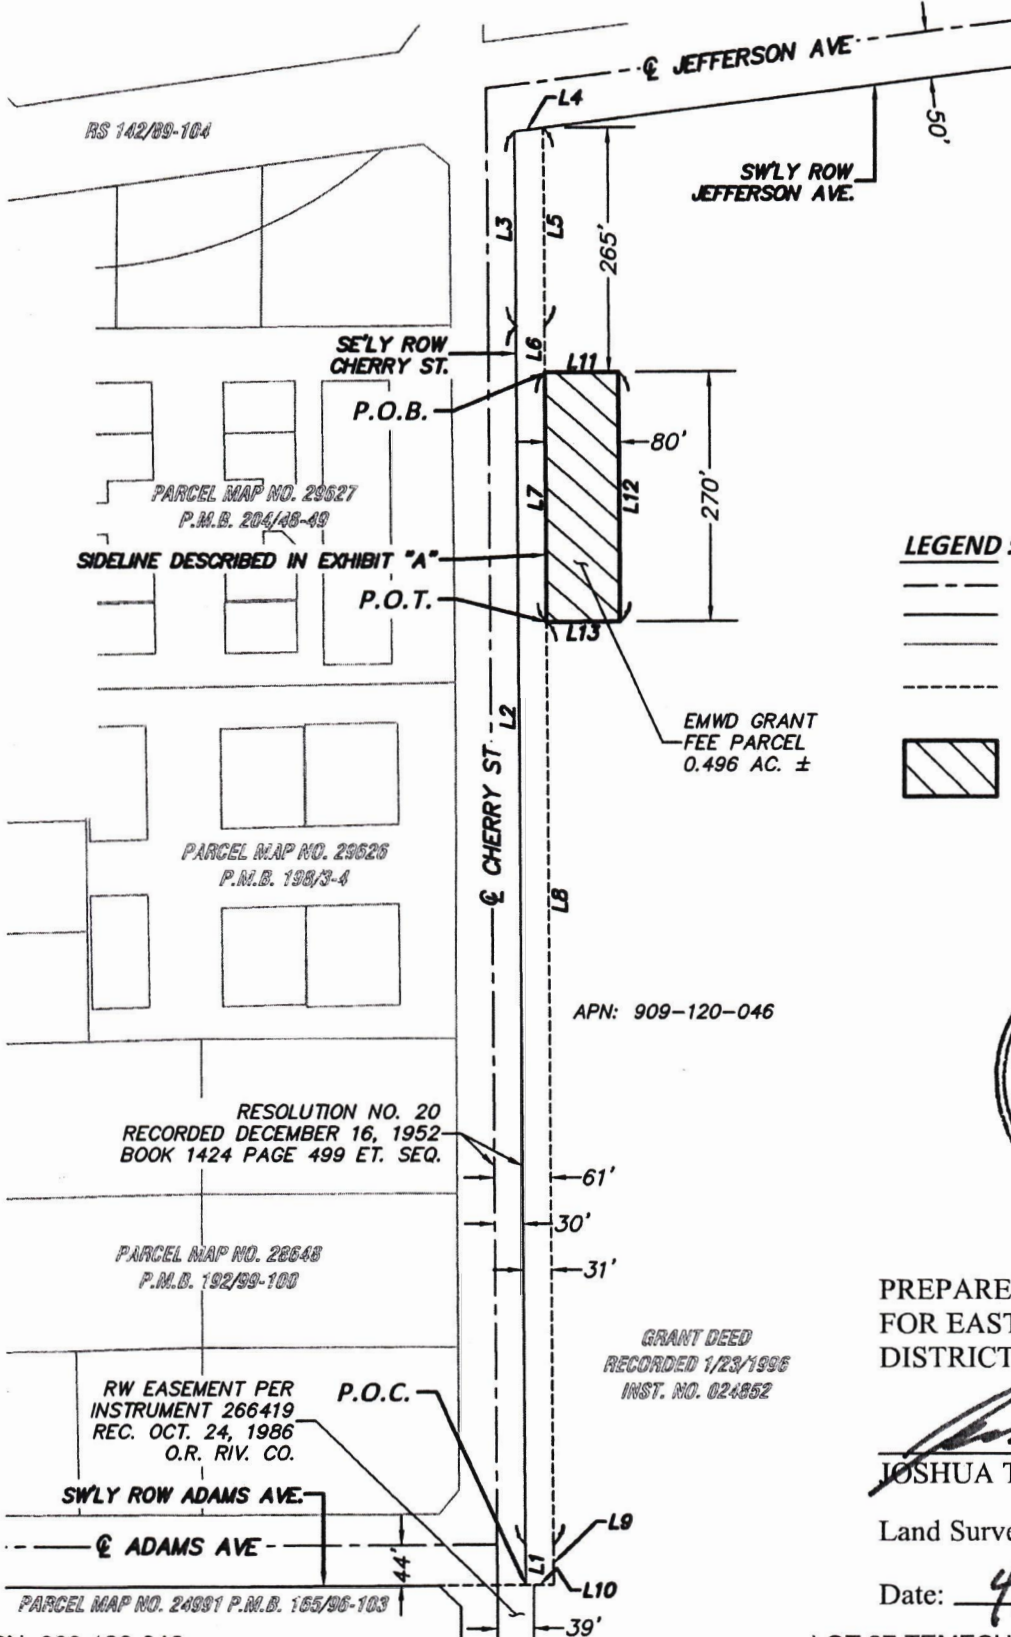 ℄ JEFFERSON AVE
L4
RS 142/89-104
50'
SW'LY ROW
JEFFERSON AVE.
L3
L5
265'
SE'LY ROW
CHERRY ST.
L6
L11
P.O.B.
80'
L7
L12
270'
PARCEL MAP NO. 29627
P.M.B. 204/48-49
SIDELINE DESCRIBED IN EXHIBIT "A"
LEGEND
P.O.T.
L13
L2
EMWD GRANT
FEE PARCEL
0.496 AC. ±
℄ CHERRY ST
PARCEL MAP NO. 29626
P.M.B. 198/3-4
L8
APN: 909-120-046
RESOLUTION NO. 20
RECORDED DECEMBER 16, 1952
BOOK 1424 PAGE 499 ET. SEQ.
61'
30'
31'
PARCEL MAP NO. 28648
P.M.B. 192/99-100
GRANT DEED
RECORDED 1/23/1996
INST. NO. 024852
PREPARE
FOR EAST
DISTRICT
RW EASEMENT PER
INSTRUMENT 266419
REC. OCT. 24, 1986
O.R. RIV. CO.
P.O.C.
JOSHUA T
SW'LY ROW ADAMS AVE.
L9
Land Surve
℄ ADAMS AVE
44'
L1
L10
Date: 4
PARCEL MAP NO. 24981 P.M.B. 165/96-103
39'